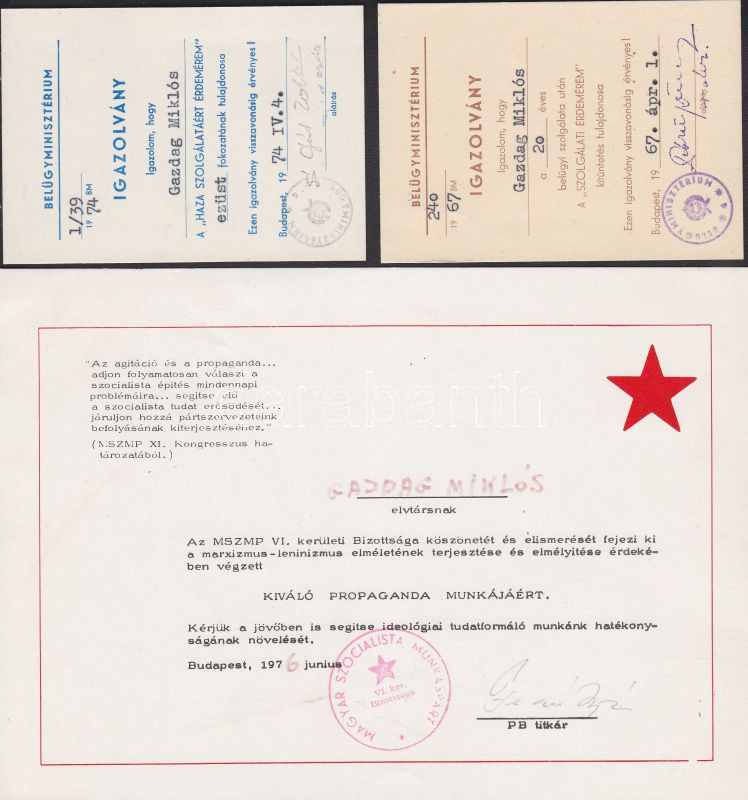 BELÜGYMINISZTÉRIUM
1/39
1974 BM
IGAZOLVÁNY
Igazolom, hogy
Gazdag Miklós
A „HAZA SZOLGÁLATÁÉRT ÉRDEMÉREM"
ezüst fokozatának tulajdonosa
Ezen igazolvány visszavonásig érvényes!
Budapest, 1974 IV.4.
aláírás
BELÜGYMINISZTÉRIUM
BELÜGYMINISZTÉRIUM
240
1967 BM
IGAZOLVÁNY
Igazolom, hogy
Gazdag Miklós
a 20 éves
belügyi szolgálata után
A „SZOLGÁLATI ÉRDEMÉREM"
kitüntetés tulajdonosa
Ezen igazolvány visszavonásig érvényes!
Budapest, 1967. ápr. 1.
BELÜGYMINISZTÉRIUM
"Az agitáció és a propaganda...
adjon folyamatosan választ a
szocialista épités mindennapi
problémáira... segitse elő
a szocialista tudat erősödését...
járuljon hozzá pártszervezeteink
befolyásának kiterjesztéséhez."
(MSZMP XI. Kongresszus ha-
tározatából.)
GAZDAG MIKLÓS
elvtársnak
Az MSZMP VI. kerületi Bizottsága köszönetét és elismerését fejezi ki
a marxizmus-leninizmus elméletének terjesztése és elmélyitése érdeké-
ben végzett
KIVÁLÓ PROPAGANDA MUNKÁJÁÉRT.
Kérjük a jövőben is segitse ideológiai tudatformáló munkánk hatékony-
ságának növelését.
Budapest, 1976 junius
MAGYAR SZOCIALISTA MUNKÁSPÁRT
VI. ker.
Bizottsága
PB titkár